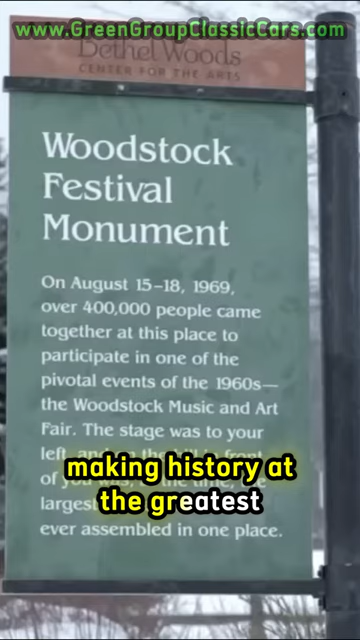 www.GreenGroupClassicCars.com
Bethel Woods
CENTER FOR THE ARTS
Woodstock
Festival
Monument
On August 15–18, 1969,
over 400,000 people came
together at this place to
participate in one of the
pivotal events of the 1960s—
the Woodstock Music and Art
Fair. The stage was to your
left, and
making history at
of
the greatest
largest
ever assembled in one place.